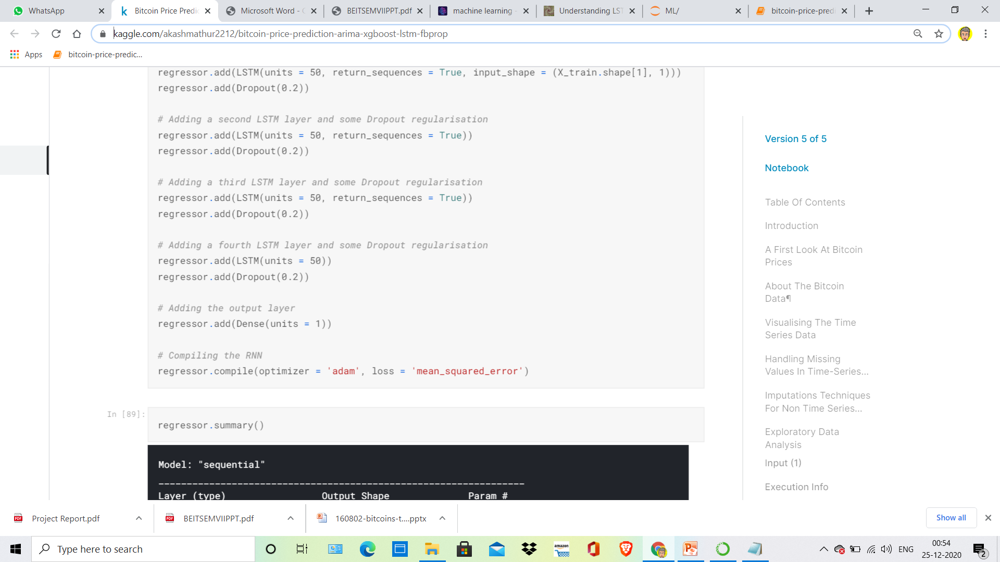 WhatsApp
Bitcoin Price Predic
Microsoft Word - C
BEITSEMVIIPPT.pdf
machine learning -
Understanding LST
ML/
bitcoin-price-pred
kaggle.com/akashmathur2212/bitcoin-price-prediction-arima-xgboost-lstm-fbprop
Apps
bitcoin-price-predic...
regressor.add(LSTM(units = 50, return_sequences = True, input_shape = (X_train.shape[1], 1)))
regressor.add(Dropout(0.2))
# Adding a second LSTM layer and some Dropout regularisation
regressor.add(LSTM(units = 50, return_sequences = True))
regressor.add(Dropout(0.2))
# Adding a third LSTM layer and some Dropout regularisation
regressor.add(LSTM(units = 50, return_sequences = True))
regressor.add(Dropout(0.2))
# Adding a fourth LSTM layer and some Dropout regularisation
regressor.add(LSTM(units = 50))
regressor.add(Dropout(0.2))
# Adding the output layer
regressor.add(Dense(units = 1))
# Compiling the RNN
regressor.compile(optimizer = 'adam', loss = 'mean_squared_error')
In [89]:
regressor.summary()
Model: "sequential"
_________________________________________________________________
Layer (type) Output Shape Param #
Version 5 of 5
Notebook
Table Of Contents
Introduction
A First Look At Bitcoin
Prices
About The Bitcoin
Data¶
Visualising The Time
Series Data
Handling Missing
Values In Time-Series...
Imputations Techniques
For Non Time Series...
Exploratory Data
Analysis
Input (1)
Execution Info
Project Report.pdf
BEITSEMVIIPPT.pdf
160802-bitcoins-t....pptx
Show all
Type here to search
amazon
ENG
00:54
25-12-2020
2